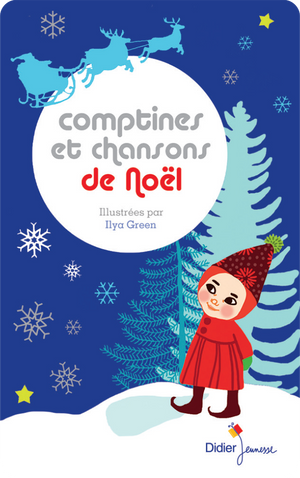 comptines
et chansons
de Noël
Illustrées par
Ilya Green
Didier Jeunesse